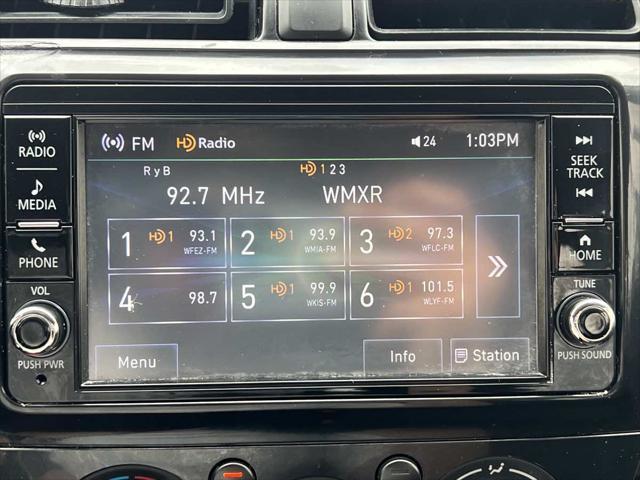 FM HD Radio 24 1:03PM
R y B HD 1 2 3
92.7 MHz WMXR
1 HD 1 93.1 WFEZ-FM
2 HD 1 93.9 WMIA-FM
3 HD 2 97.3 WFLC-FM
4 98.7
5 HD 1 99.9 WKIS-FM
6 HD 1 101.5 WLYF-FM
Menu Info Station
RADIO
MEDIA
PHONE
VOL
PUSH PWR
SEEK
TRACK
HOME
TUNE
PUSH SOUND